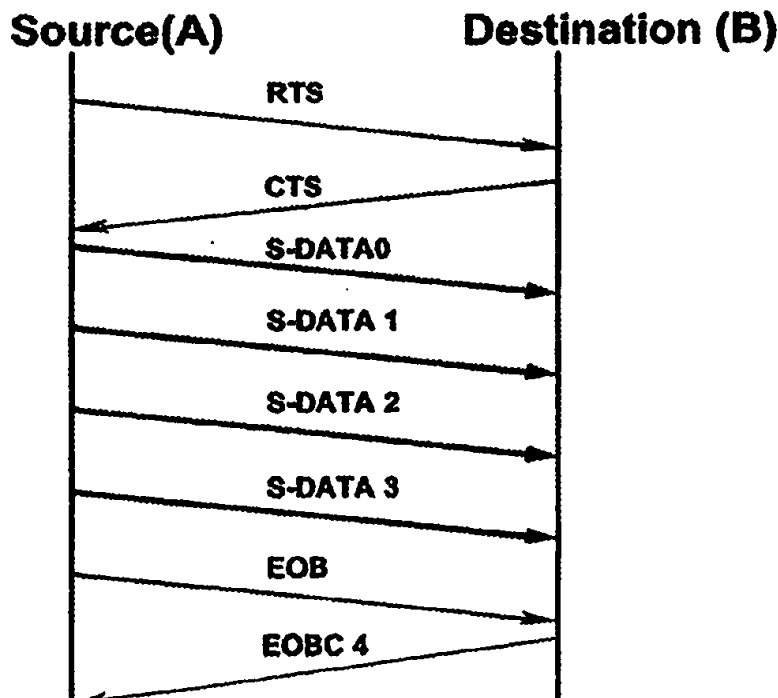 Source(A) Destination (B)
RTS
CTS
S-DATA0
S-DATA 1
S-DATA 2
S-DATA 3
EOB
EOBC 4